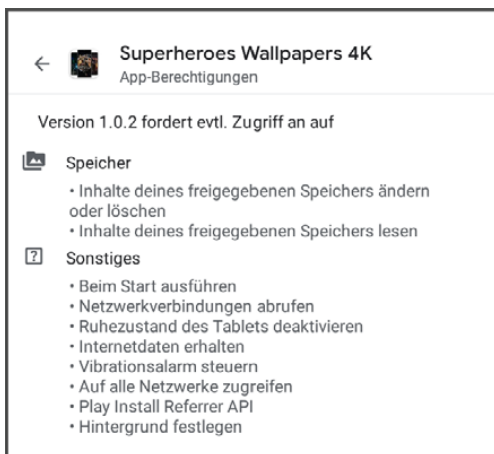 Superheroes Wallpapers 4K
App-Berechtigungen
Version 1.0.2 fordert evtl. Zugriff an auf
Speicher
• Inhalte deines freigegebenen Speichers ändern
oder löschen
• Inhalte deines freigegebenen Speichers lesen
Sonstiges
• Beim Start ausführen
• Netzwerkverbindungen abrufen
• Ruhezustand des Tablets deaktivieren
• Internetdaten erhalten
• Vibrationsalarm steuern
• Auf alle Netzwerke zugreifen
• Play Install Referrer API
• Hintergrund festlegen